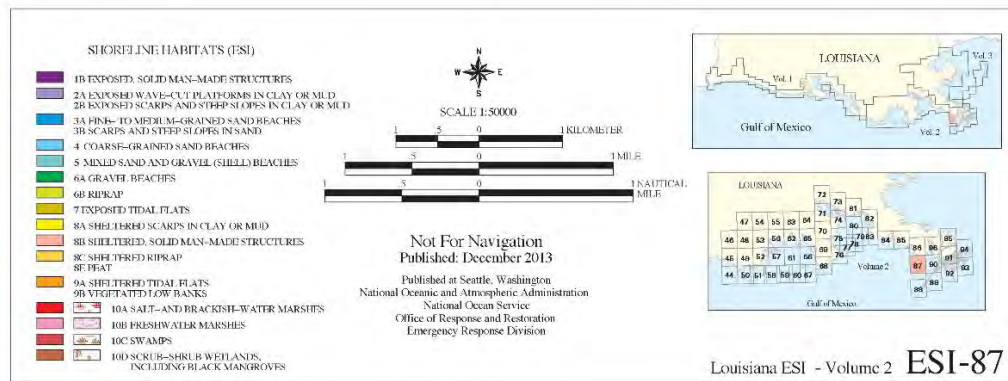 SHORELINE HABITATS (ESI)
1B EXPOSED, SOLID MAN-MADE STRUCTURES
2A EXPOSED WAVE-CUT PLATFORMS IN CLAY OR MUD
2B EXPOSED SCARPS AND STEEP SLOPES IN CLAY OR MUD
3A FINE- TO MEDIUM-GRAINED SAND BEACHES
3B SCARPS AND STEEP SLOPES IN SAND
4 COARSE-GRAINED SAND BEACHES
5 MIXED SAND AND GRAVEL (SHELL) BEACHES
6A GRAVEL BEACHES
6B RIPRAP
7 EXPOSED TIDAL FLATS
8A SHELTERED SCARPS IN CLAY OR MUD
8B SHELTERED, SOLID MAN-MADE STRUCTURES
8C SHELTERED RIPRAP
8E PEAT
9A SHELTERED TIDAL FLATS
9B VEGETATED LOW BANKS
10A SALT- AND BRACKISH-WATER MARSHES
10B FRESHWATER MARSHES
10C SWAMPS
10D SCRUB-SHRUB WETLANDS,
INCLUDING BLACK MANGROVES
N
W E
S
SCALE 1:50000
1 .5 0 1 KILOMETER
1 .5 0 1 MILE
1 .5 0 1 NAUTICAL
MILE
Not For Navigation
Published: December 2013
Published at Seattle, Washington
National Oceanic and Atmospheric Administration
National Ocean Service
Office of Response and Restoration
Emergency Response Division
LOUISIANA
Vol. 3
Vol. 1
Vol. 2
Gulf of Mexico
LOUISIANA
72
73
71 81
47 54 55 63 64 74 82
70 80
46 48 53 56 62 65 75 79 83 84 85 86 96 95
69 77 78 94
45 49 52 57 61 66 76 Volume 2 87 90 91
68 92 93
44 50 51 58 59 60 67 88 89
Gulf of Mexico
Louisiana ESI - Volume 2 ESI-87